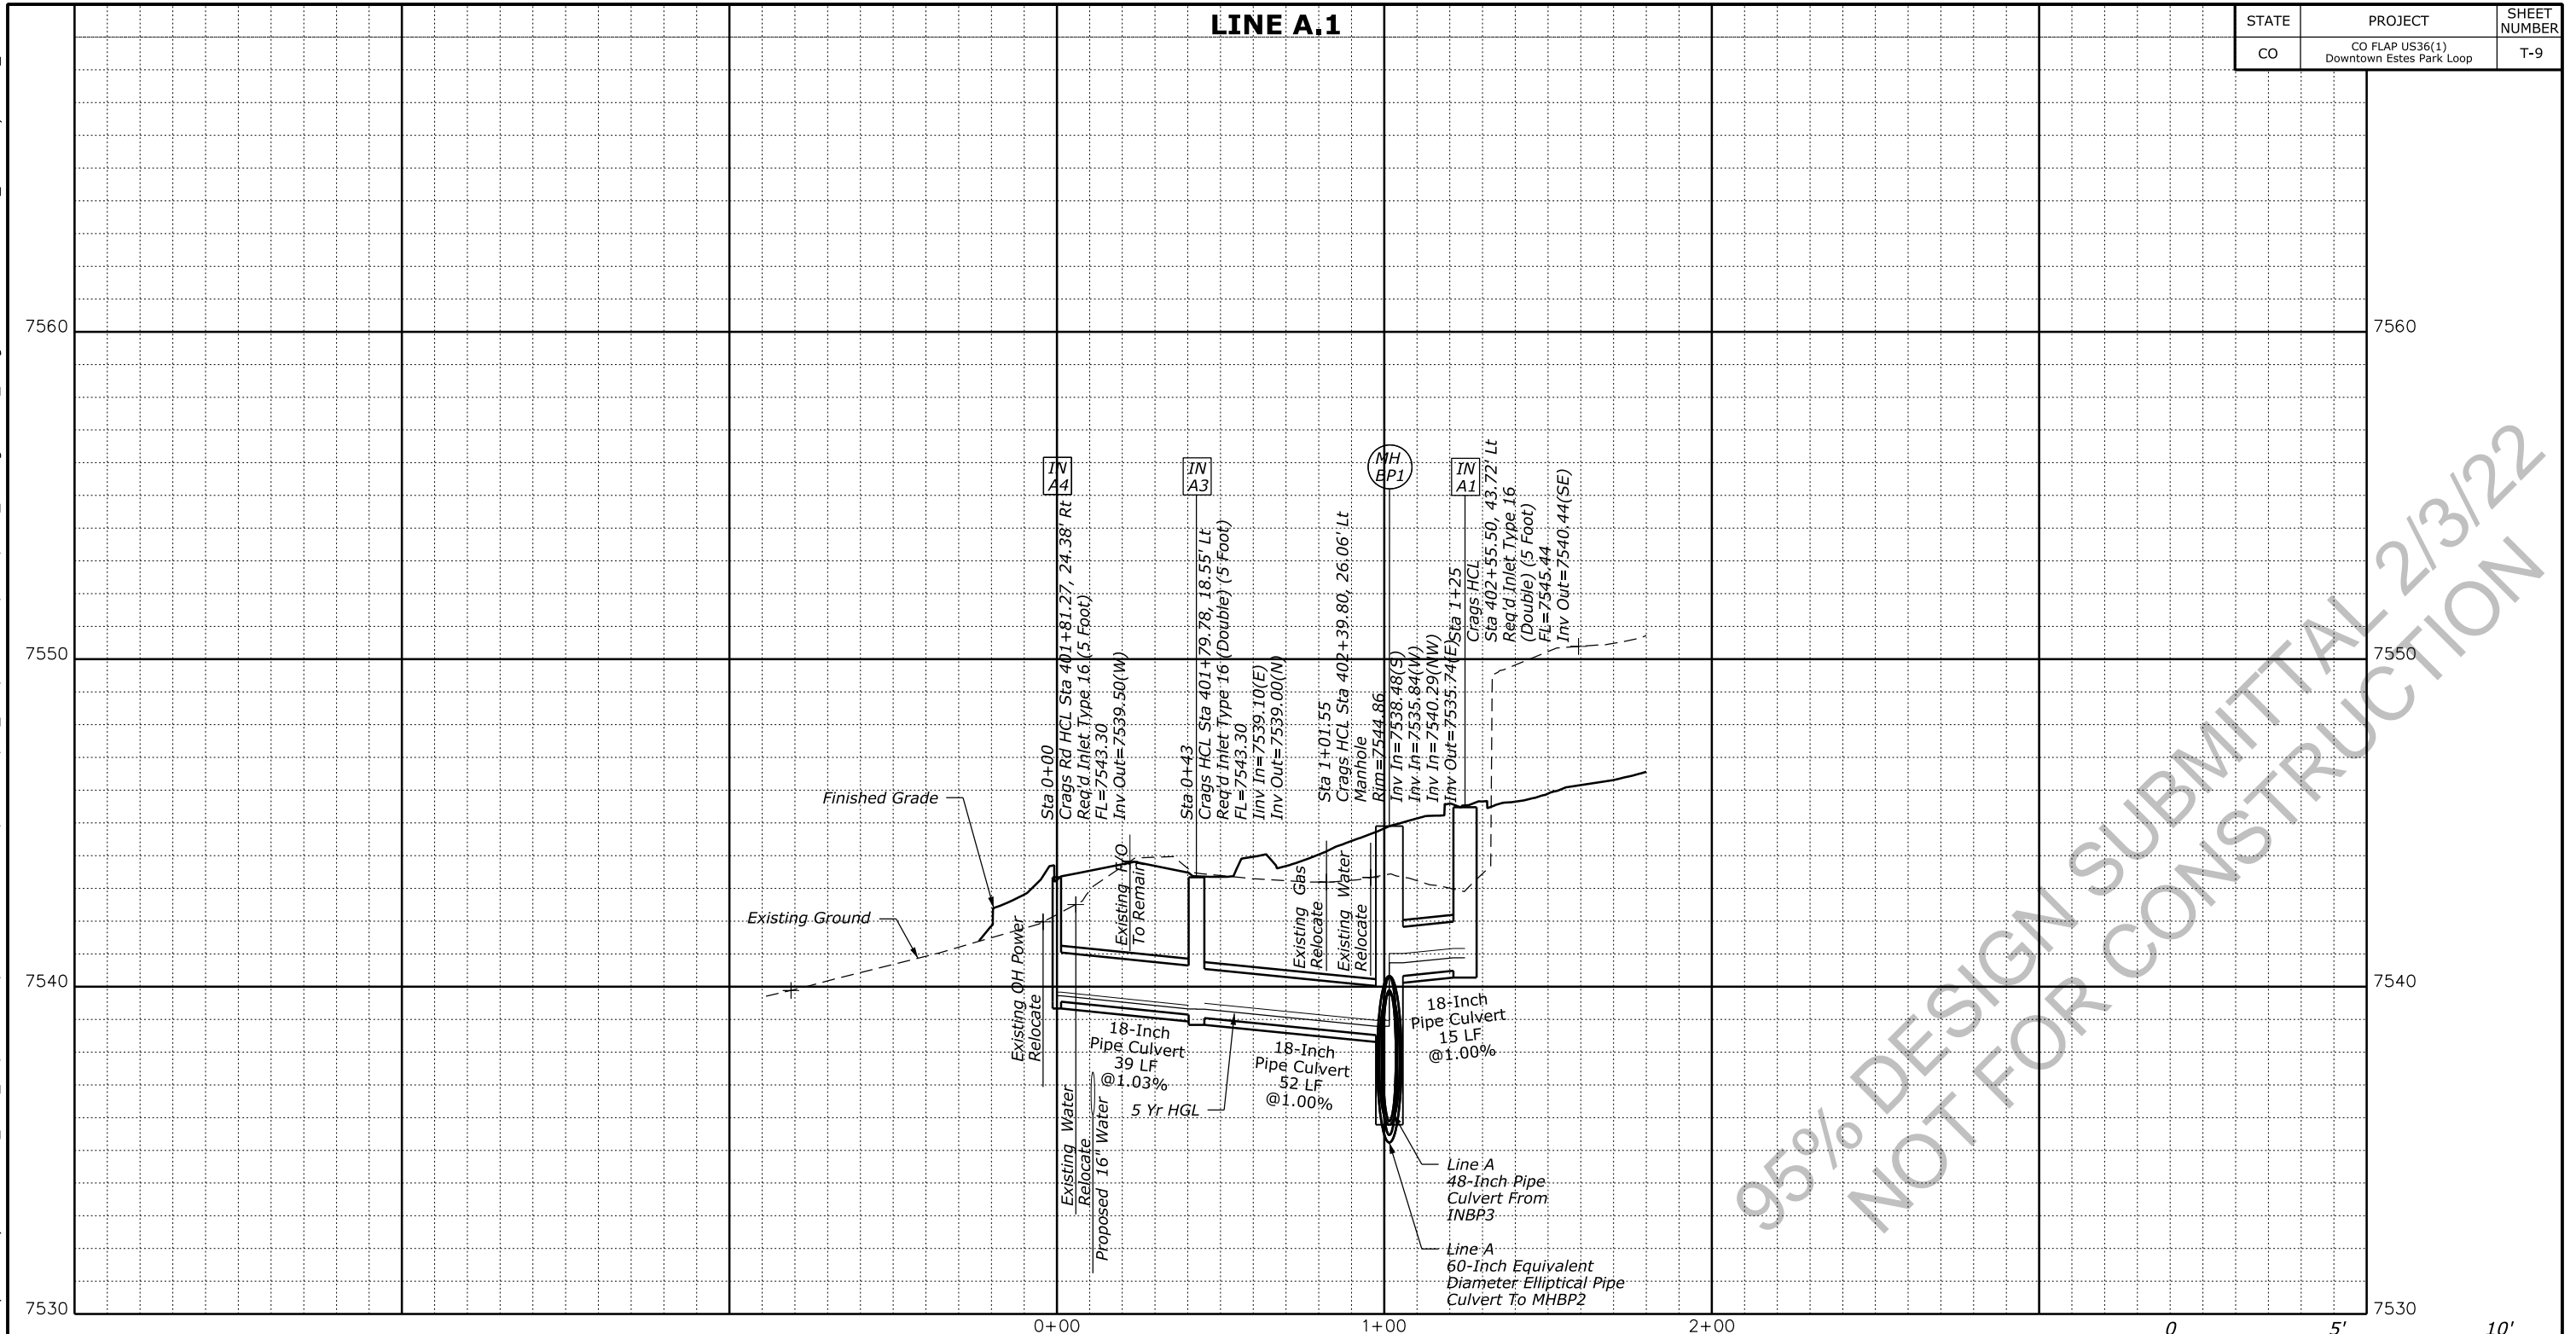 LINE A.1
STATE
PROJECT
SHEET
NUMBER
CO
CO FLAP US36(1)
Downtown Estes Park Loop
T-9
7560
7560
7550
7550
7540
7540
7530
7530
IN
A4
Sta 0+00
Crags Rd HCL Sta 401+81.27, 24.38' Rt
Req'd Inlet Type 16 (5 Foot)
FL=7543.30
Inv Out=7539.50(W)
IN
A3
Sta 0+43
Crags HCL Sta 401+79.78, 18.55' Lt
Req'd Inlet Type 16 (Double) (5 Foot)
FL=7543.30
Iinv In=7539.10(E)
Inv Out=7539.00(N)
MH
BP1
Sta 1+01.55
Crags HCL Sta 402+39.80, 26.06' Lt
Manhole
Rim=7544.86
Inv In=7538.48(S)
Inv In=7535.84(W)
Inv In=7540.29(NW)
Inv Out=7535.74(E)
IN
A1
Sta 1+25
Crags HCL
Sta 402+55.50, 43.72' Lt
Req'd Inlet Type 16
(Double) (5 Foot)
FL=7545.44
Inv Out=7540.44(SE)
Finished Grade
Existing Ground
Existing OH Power
Relocate
Existing Water
Relocate
Proposed 16" Water
Existing F/O
To Remain
Existing Gas
Relocate
Existing Water
Relocate
18-Inch
Pipe Culvert
39 LF
@1.03%
18-Inch
Pipe Culvert
52 LF
@1.00%
18-Inch
Pipe Culvert
15 LF
@1.00%
5 Yr HGL
Line A
48-Inch Pipe
Culvert From
INBP3
Line A
60-Inch Equivalent
Diameter Elliptical Pipe
Culvert To MHBP2
95% DESIGN SUBMITTAL 2/3/22
NOT FOR CONSTRUCTION
0+00
1+00
2+00
0
5'
10'